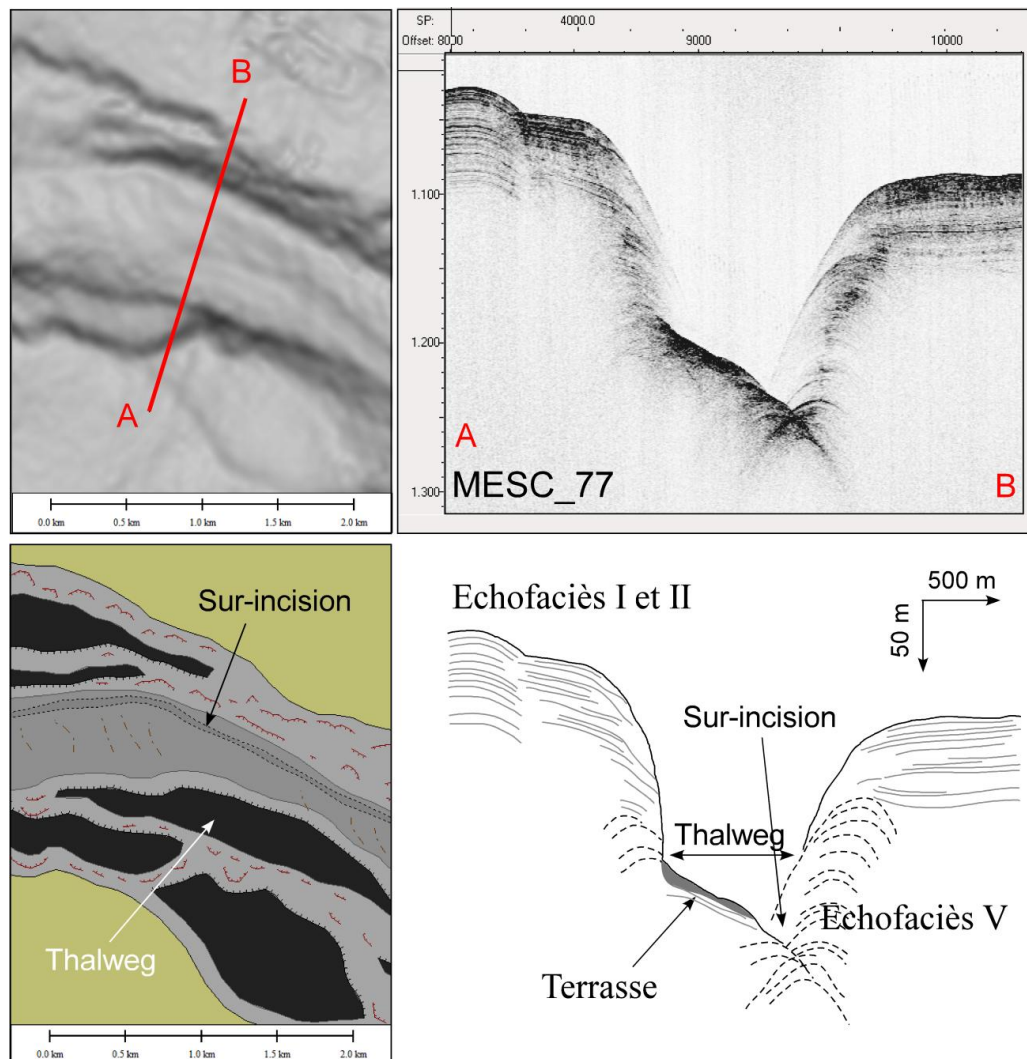 B
A
0.0 km 0.5 km 1.0 km 1.5 km 2.0 km
SP: 4000.0
Offset: 8000 9000 10000
1.100
1.200
1.300
A
B
MESC_77
Sur-incision
Thalweg
0.0 km 0.5 km 1.0 km 1.5 km 2.0 km
Echofaciès I et II
500 m
50 m
Sur-incision
Thalweg
Echofaciès V
Terrasse